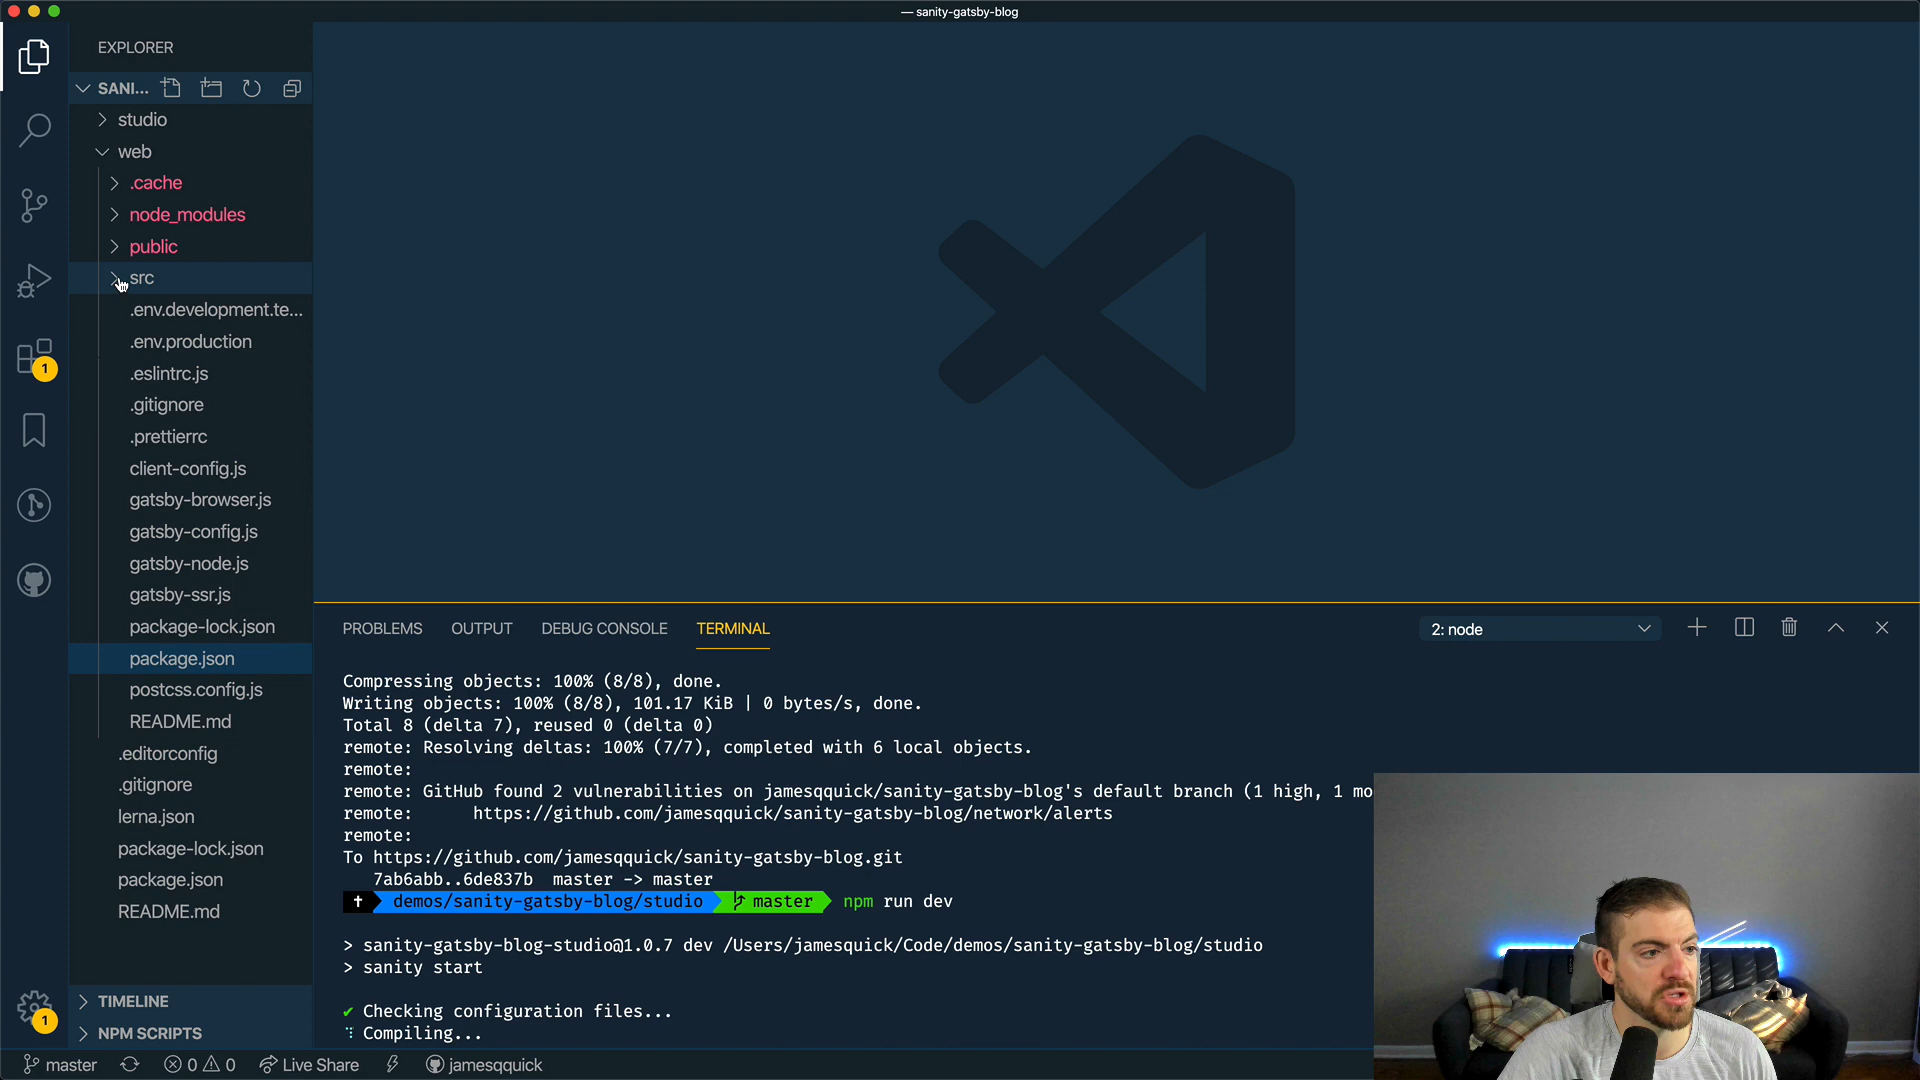 — sanity-gatsby-blog
EXPLORER
SANI...
studio
web
.cache
node_modules
public
src
.env.development.te...
.env.production
.eslintrc.js
.gitignore
.prettierrc
client-config.js
gatsby-browser.js
gatsby-config.js
gatsby-node.js
gatsby-ssr.js
package-lock.json
package.json
postcss.config.js
README.md
.editorconfig
.gitignore
lerna.json
package-lock.json
package.json
README.md
TIMELINE
NPM SCRIPTS
1
1
PROBLEMS OUTPUT DEBUG CONSOLE TERMINAL 2: node
Compressing objects: 100% (8/8), done.
Writing objects: 100% (8/8), 101.17 KiB | 0 bytes/s, done.
Total 8 (delta 7), reused 0 (delta 0)
remote: Resolving deltas: 100% (7/7), completed with 6 local objects.
remote:
remote: GitHub found 2 vulnerabilities on jamesqquick/sanity-gatsby-blog's default branch (1 high, 1 mo
remote:      https://github.com/jamesqquick/sanity-gatsby-blog/network/alerts
remote:
To https://github.com/jamesqquick/sanity-gatsby-blog.git
   7ab6abb..6de837b  master -> master
demos/sanity-gatsby-blog/studio master npm run dev
> sanity-gatsby-blog-studio@1.0.7 dev /Users/jamesquick/Code/demos/sanity-gatsby-blog/studio
> sanity start
✔ Checking configuration files...
Compiling...
master 0 0 Live Share jamesqquick